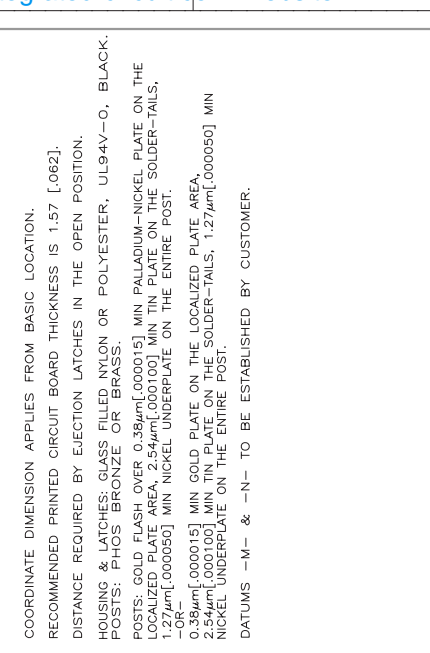 COORDINATE DIMENSION APPLIES FROM BASIC LOCATION.
RECOMMENDED PRINTED CIRCUIT BOARD THICKNESS IS 1.57 [.062].
DISTANCE REQUIRED BY EJECTION LATCHES IN THE OPEN POSITION.
HOUSING & LATCHES: GLASS FILLED NYLON OR POLYESTER, UL94V-0, BLACK.
POSTS: PHOS BRONZE OR BRASS.
POSTS: GOLD FLASH OVER 0.38µm[.000015] MIN PALLADIUM-NICKEL PLATE ON THE
LOCALIZED PLATE AREA, 2.54µm[.000100] MIN TIN PLATE ON THE SOLDER-TAILS,
1.27µm[.000050] MIN NICKEL UNDERPLATE ON THE ENTIRE POST.
-OR-
0.38µm[.000015] MIN GOLD PLATE ON THE LOCALIZED PLATE AREA,
2.54µm[.000100] MIN TIN PLATE ON THE SOLDER-TAILS, 1.27µm[.000050] MIN
NICKEL UNDERPLATE ON THE ENTIRE POST.
DATUMS -M- & -N- TO BE ESTABLISHED BY CUSTOMER.